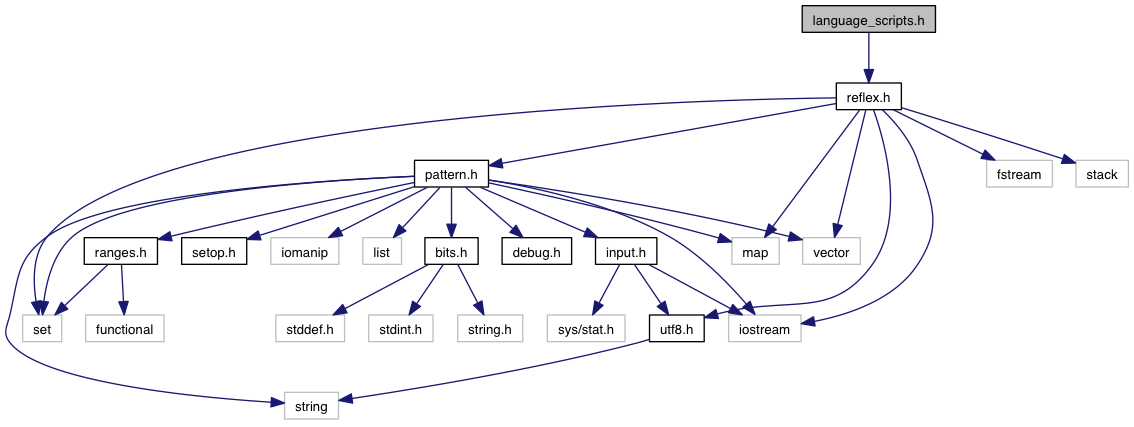 language_scripts.h
reflex.h
pattern.h
fstream
stack
ranges.h
setop.h
iomanip
list
bits.h
debug.h
input.h
map
vector
set
functional
stddef.h
stdint.h
string.h
sys/stat.h
utf8.h
iostream
string